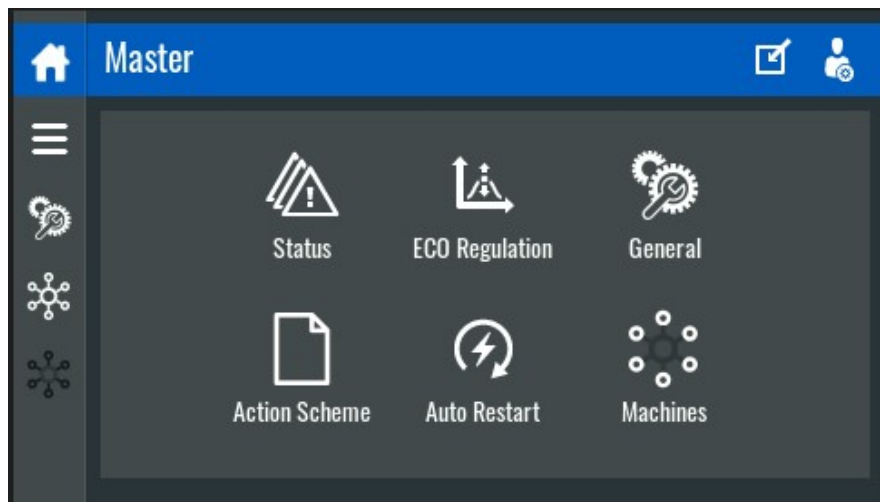 Master
Status
ECO Regulation
General
Action Scheme
Auto Restart
Machines